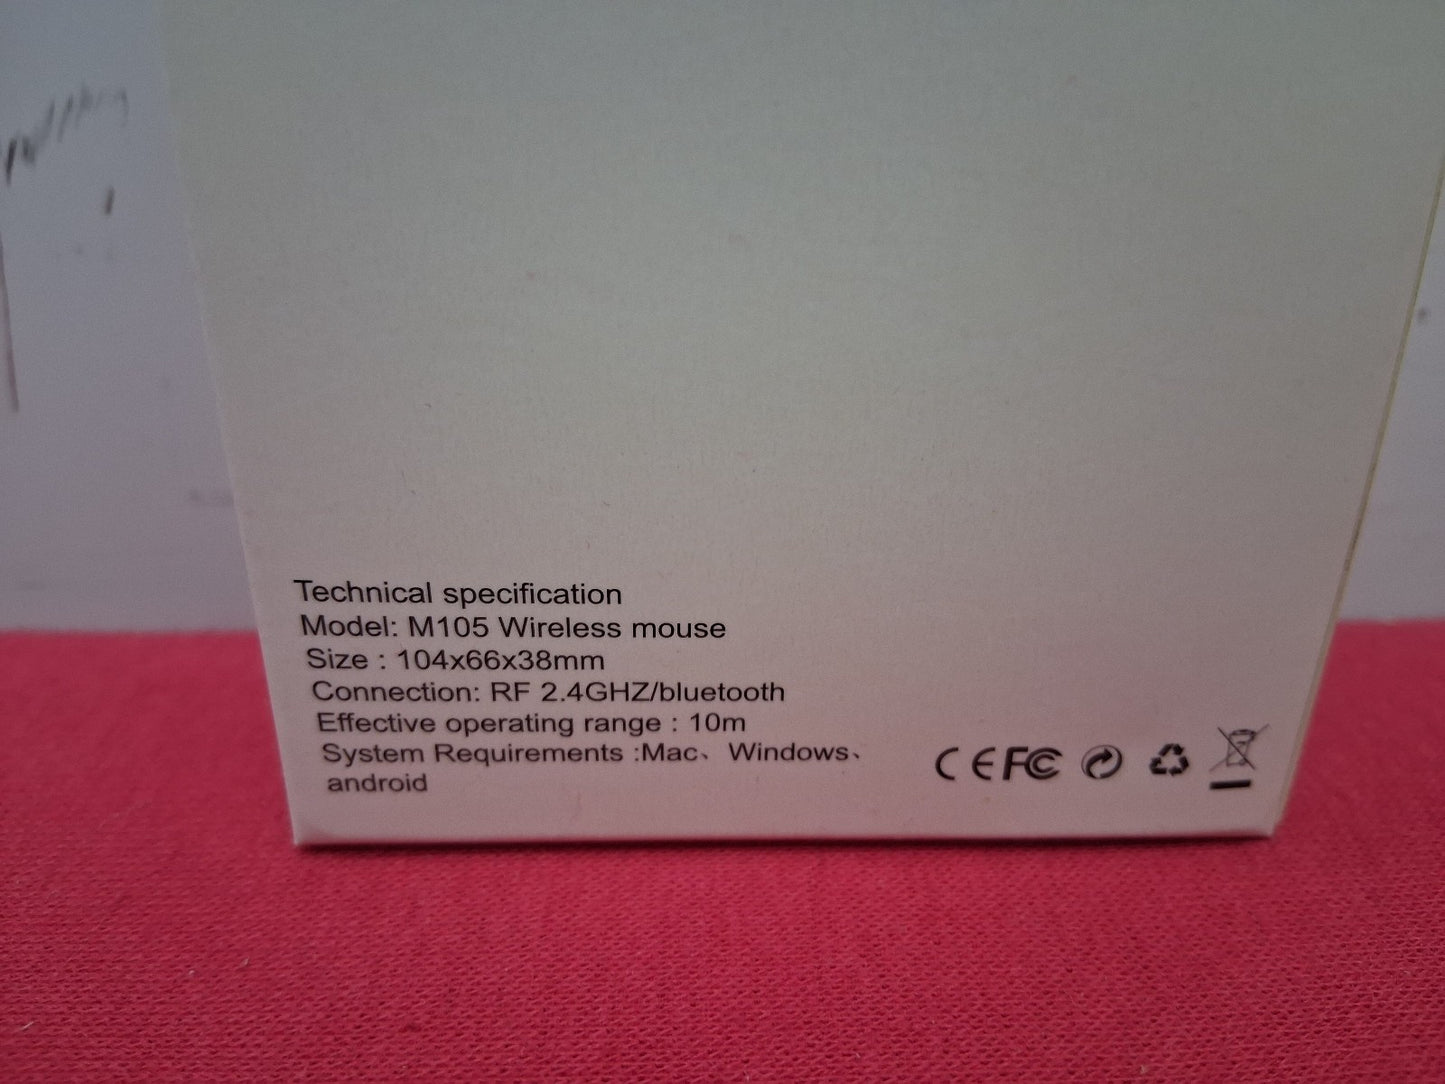 Technical specification
Model: M105 Wireless mouse
Size : 104x66x38mm
Connection: RF 2.4GHZ/bluetooth
Effective operating range : 10m
System Requirements :Mac、 Windows、
android
CE FC